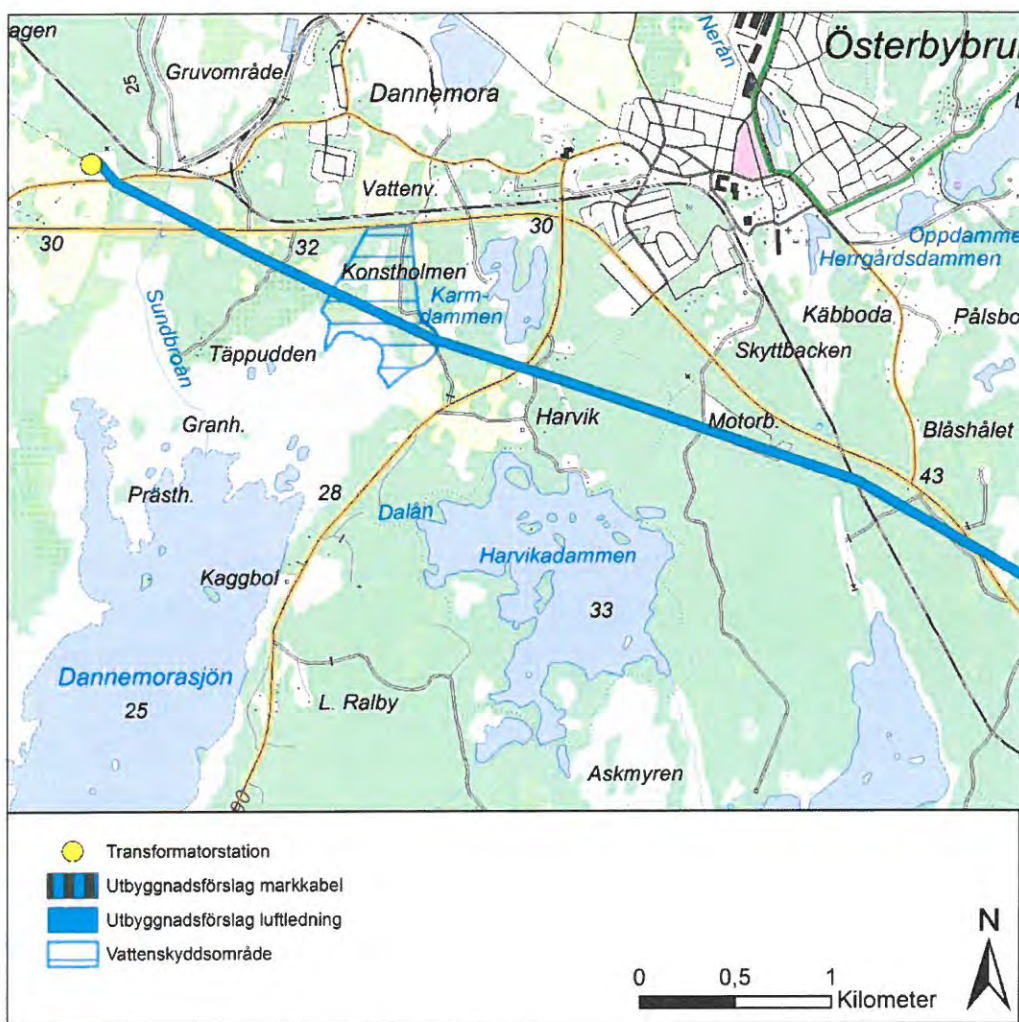 agen
Gruvområde
25
Dannemora
Nerån
Österbybru
Vattenv.
30
32
30
Konstholmen
Karm-
dammen
Oppdamme
Herrgårdsdammen
Sundbroån
Täppudden
Käbboda
Pålsbo
Skyttbacken
Granh.
Harvik
Motorb.
Blåshålet
Prästh.
28
43
Dalån
Kaggbol
Harvikadammen
33
Dannemorasjön
25
L. Ralby
Askmyren
Transformatorstation
Utbyggnadsförslag markkabel
Utbyggnadsförslag luftledning
Vattenskyddsområde
N
0 0,5 1
Kilometer